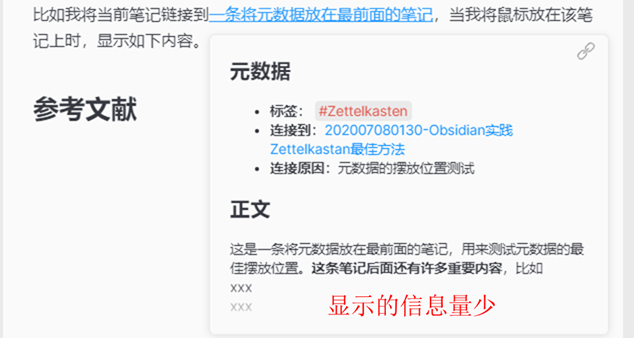 比如我将当前笔记链接到一条将元数据放在最前面的笔记，当我将鼠标放在该笔
记上时，显示如下内容。
元数据
参考文献
• 标签： #Zettelkasten
• 连接到：202007080130-Obsidian实践
Zettelkastan最佳方法
• 连接原因：元数据的摆放位置测试
正文
这是一条将元数据放在最前面的笔记，用来测试元数据的最
佳摆放位置。这条笔记后面还有许多重要内容，比如
xxx
xxx
显示的信息量少